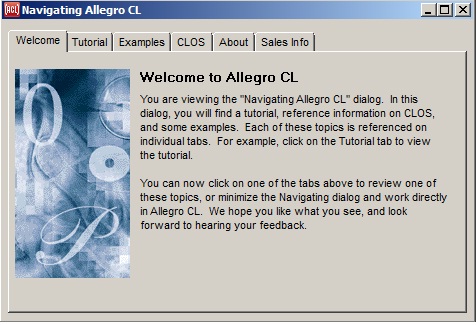 ACL Navigating Allegro CL
Welcome Tutorial Examples CLOS About Sales Info
Welcome to Allegro CL
You are viewing the "Navigating Allegro CL" dialog. In this
dialog, you will find a tutorial, reference information on CLOS,
and some examples. Each of these topics is referenced on
individual tabs. For example, click on the Tutorial tab to view
the tutorial.
You can now click on one of the tabs above to review one of
these topics, or minimize the Navigating dialog and work directly
in Allegro CL. We hope you like what you see, and look
forward to hearing your feedback.